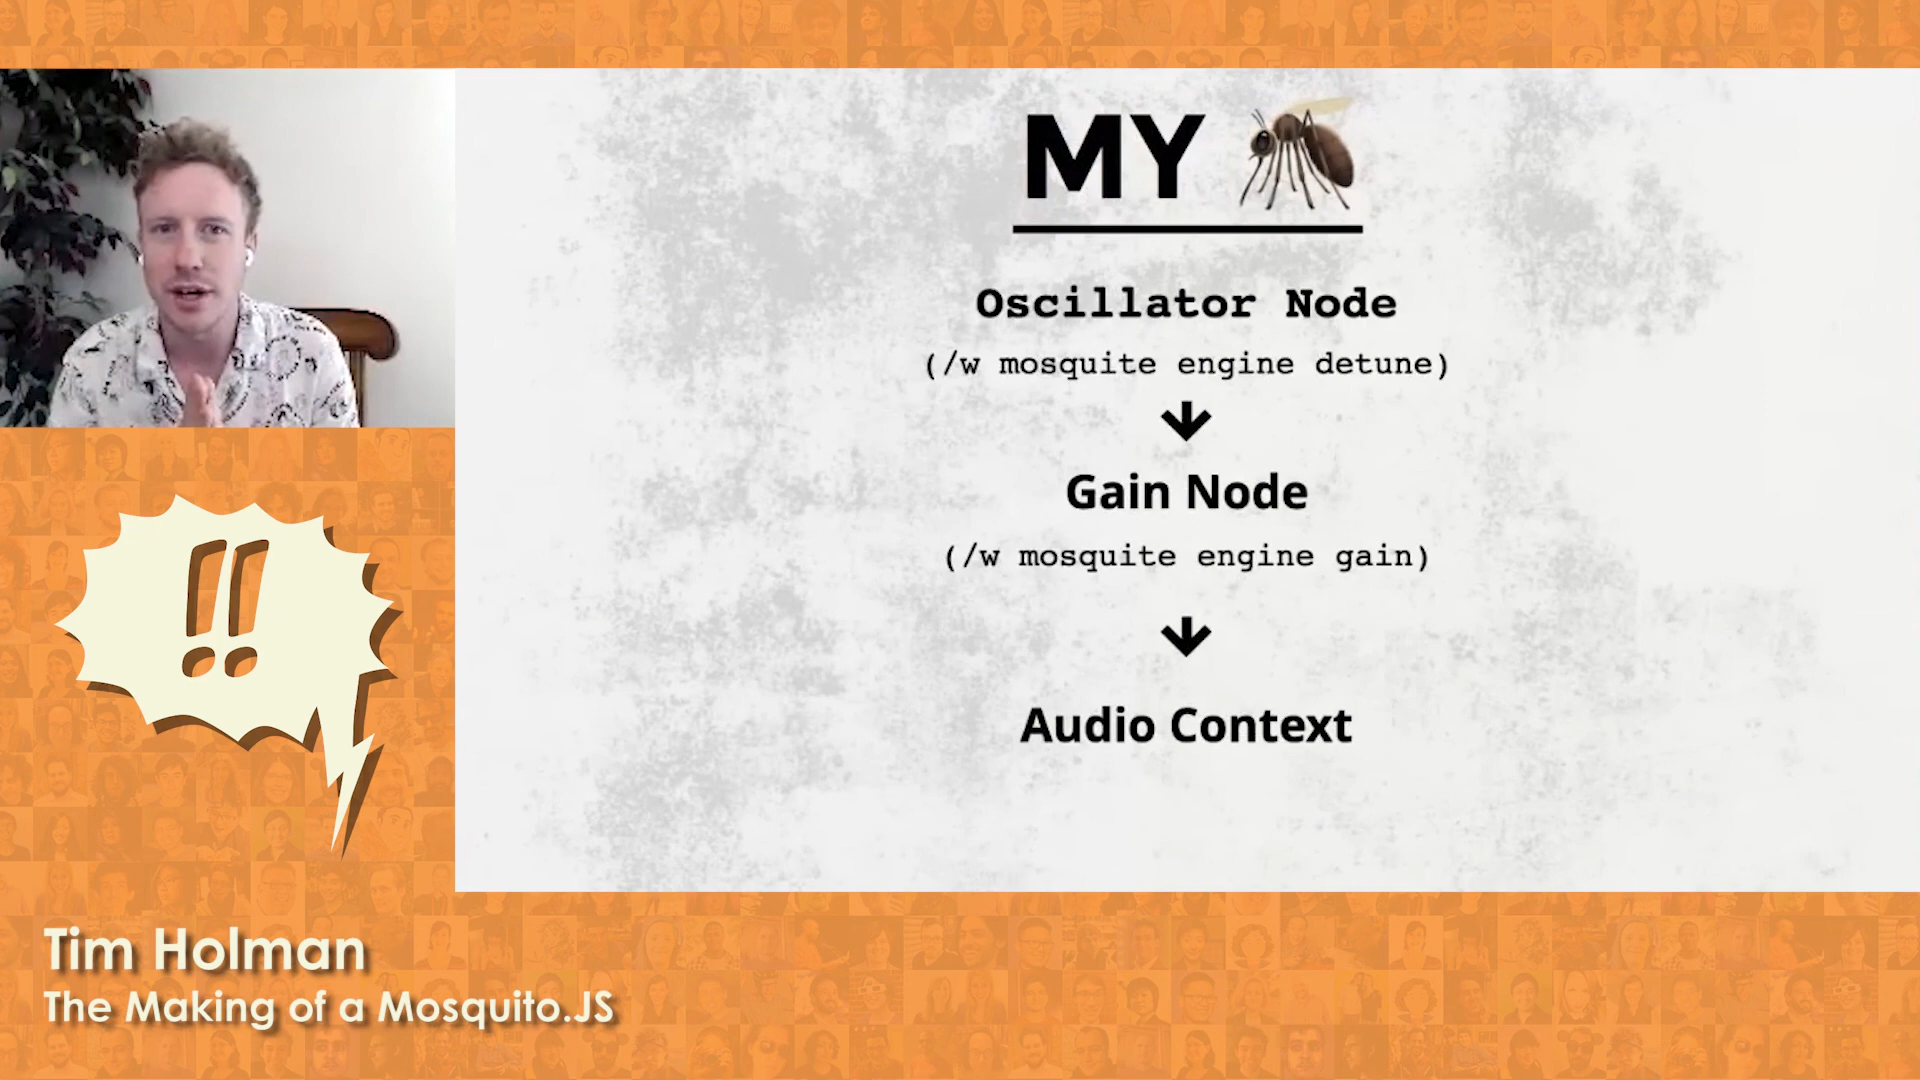 MY
Oscillator Node
(/w mosquite engine detune)
Gain Node
(/w mosquite engine gain)
Audio Context
!!
Tim Holman
The Making of a Mosquito.JS